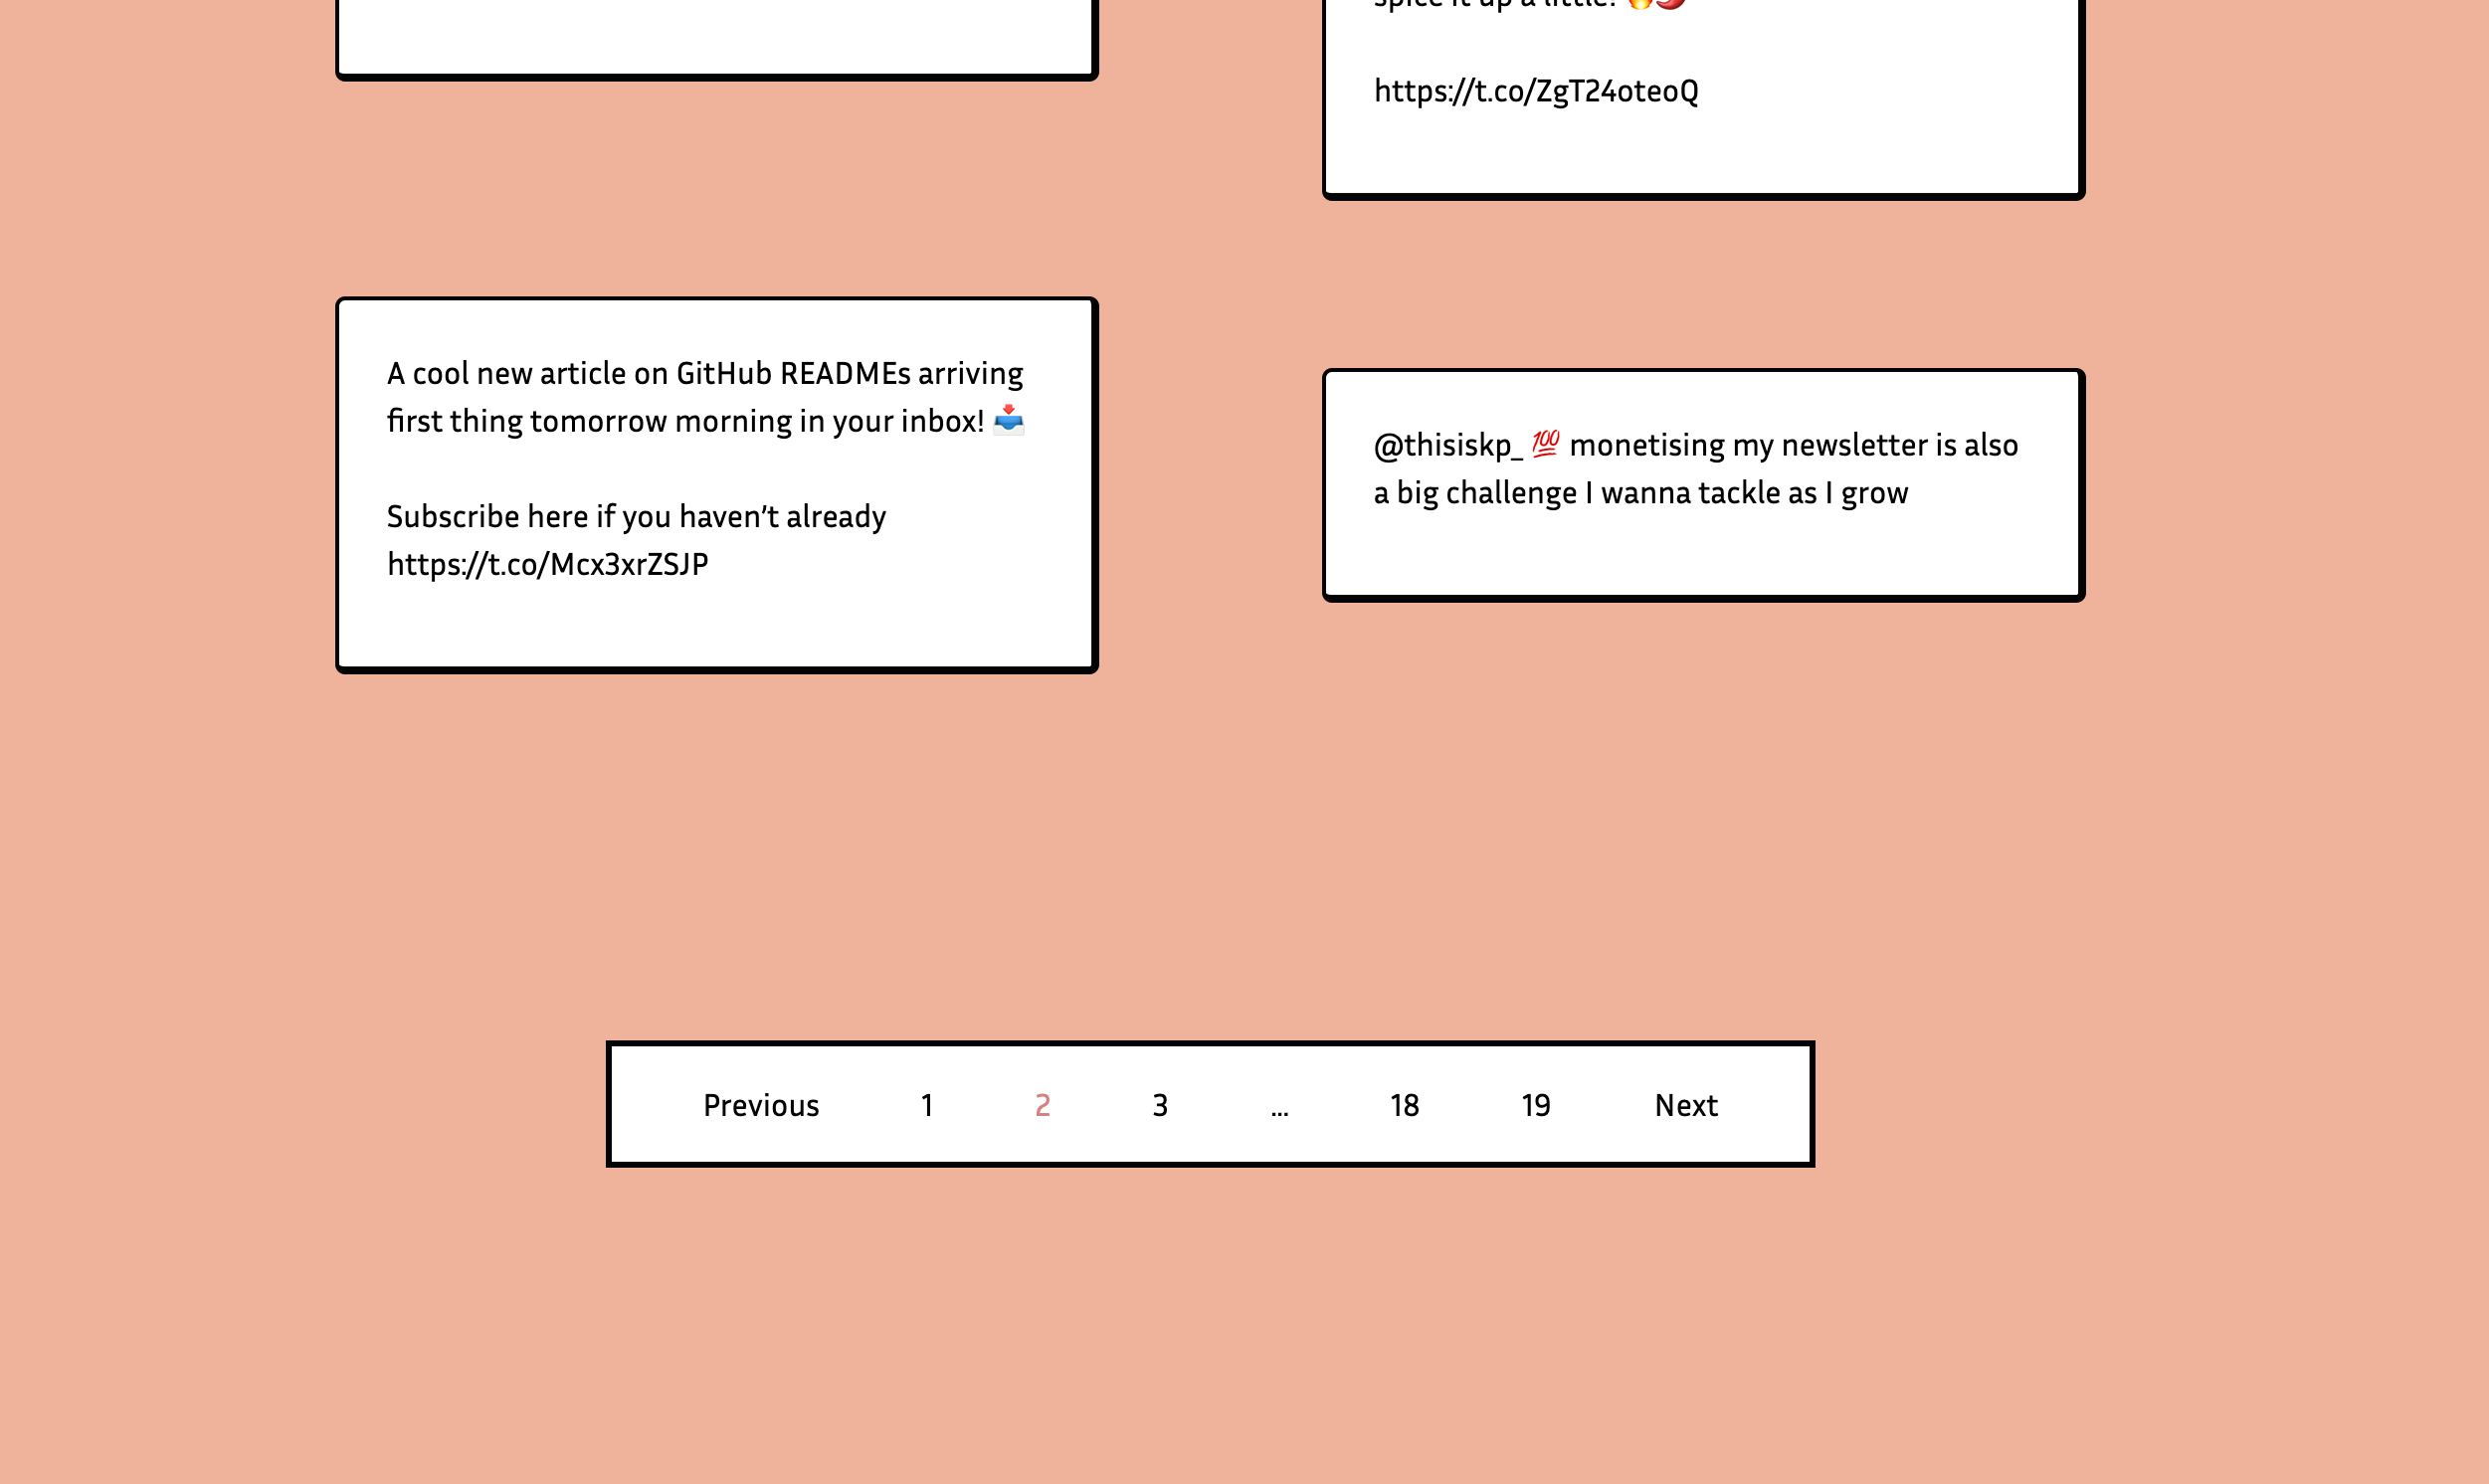 spice it up a little! 🔥🌶
https://t.co/ZgT24oteoQ
A cool new article on GitHub READMEs arriving
first thing tomorrow morning in your inbox! 📥
Subscribe here if you haven’t already
https://t.co/Mcx3xrZSJP
@thisiskp_ 💯 monetising my newsletter is also
a big challenge I wanna tackle as I grow
Previous 1 2 3 ... 18 19 Next